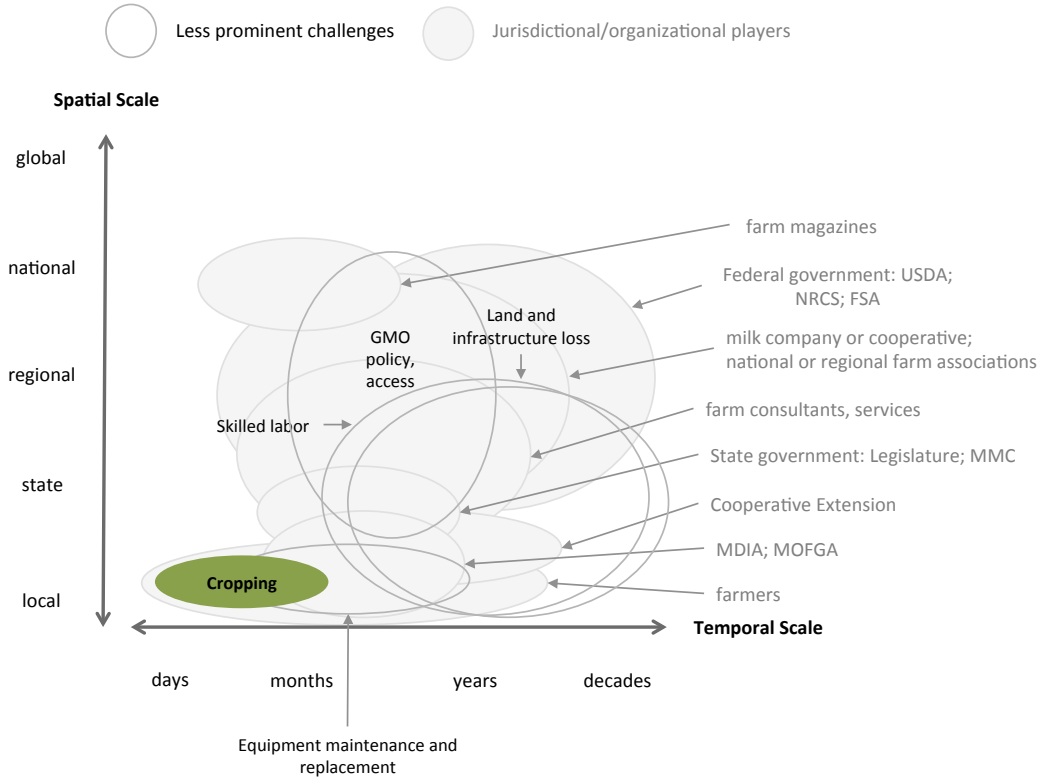 Less prominent challenges
Jurisdictional/organizational players
Spatial Scale
global
national
regional
state
local
farm magazines
Federal government: USDA;
NRCS; FSA
Land and
infrastructure loss
GMO
policy,
access
milk company or cooperative;
national or regional farm associations
Skilled labor
farm consultants, services
State government: Legislature; MMC
Cooperative Extension
MDIA; MOFGA
Cropping
farmers
Temporal Scale
days
months
years
decades
Equipment maintenance and
replacement